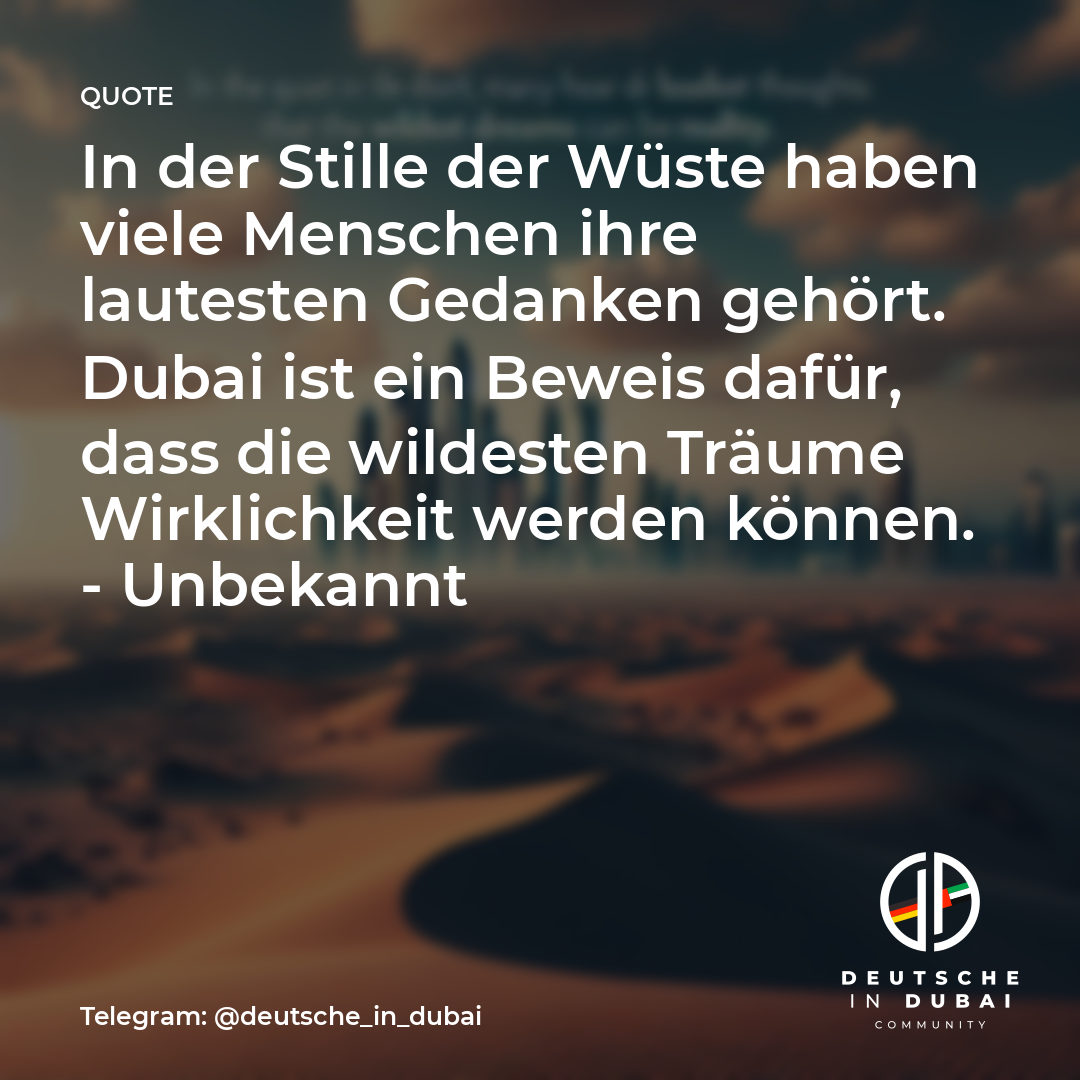 QUOTE
In der Stille der Wüste haben
viele Menschen ihre
lautesten Gedanken gehört.
Dubai ist ein Beweis dafür,
dass die wildesten Träume
Wirklichkeit werden können.
- Unbekannt
DEUTSCHE
IN DUBAI
COMMUNITY
Telegram: @deutsche_in_dubai